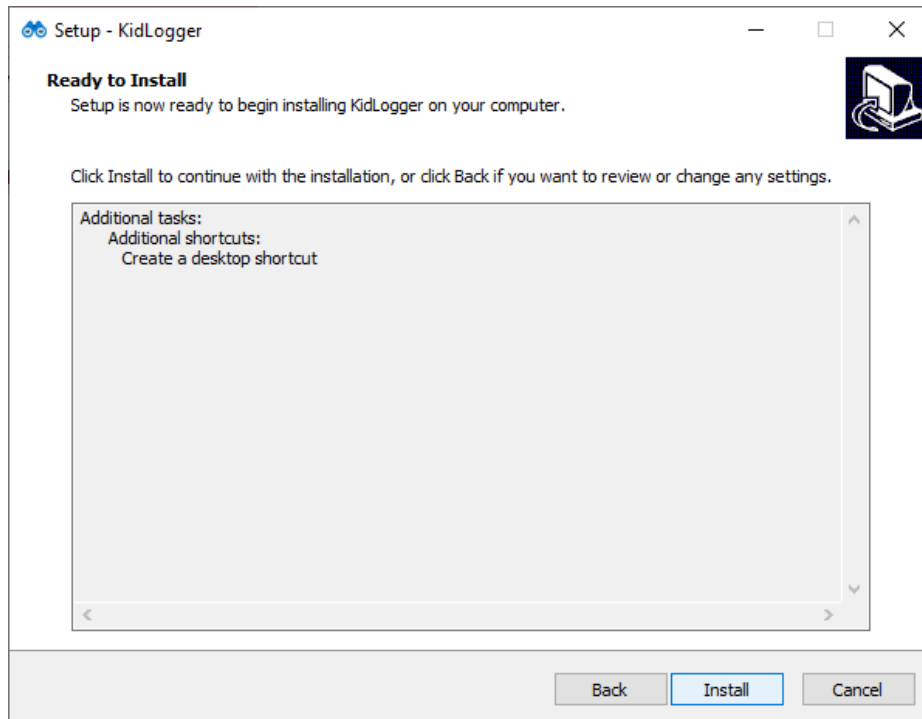 Setup - KidLogger
Ready to Install
Setup is now ready to begin installing KidLogger on your computer.
Click Install to continue with the installation, or click Back if you want to review or change any settings.
Additional tasks:
Additional shortcuts:
Create a desktop shortcut
Back
Install
Cancel